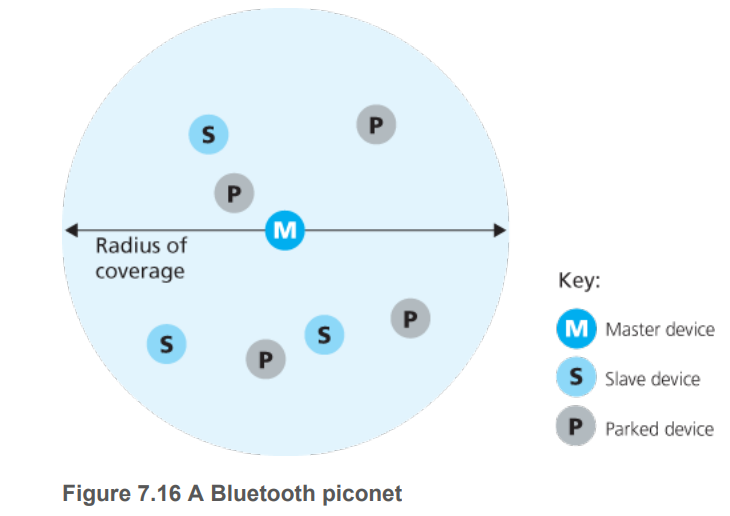 S
P
P
M
Radius of
coverage
P
S
S
P
Key:
M Master device
S Slave device
P Parked device
Figure 7.16 A Bluetooth piconet